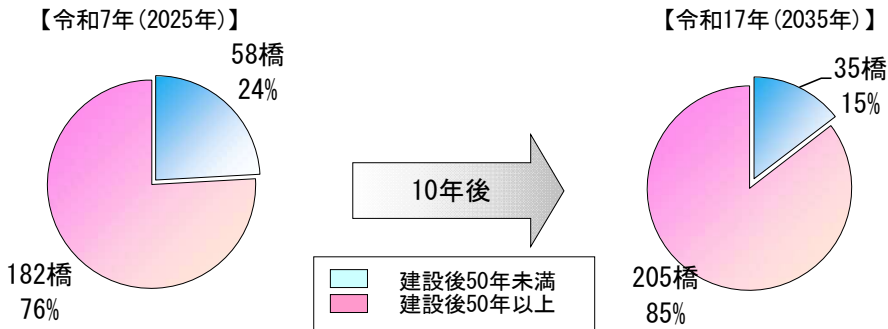 【令和7年(2025年)】
58橋
24%
182橋
76%
10年後
建設後50年未満
建設後50年以上
【令和17年(2035年)】
35橋
15%
205橋
85%